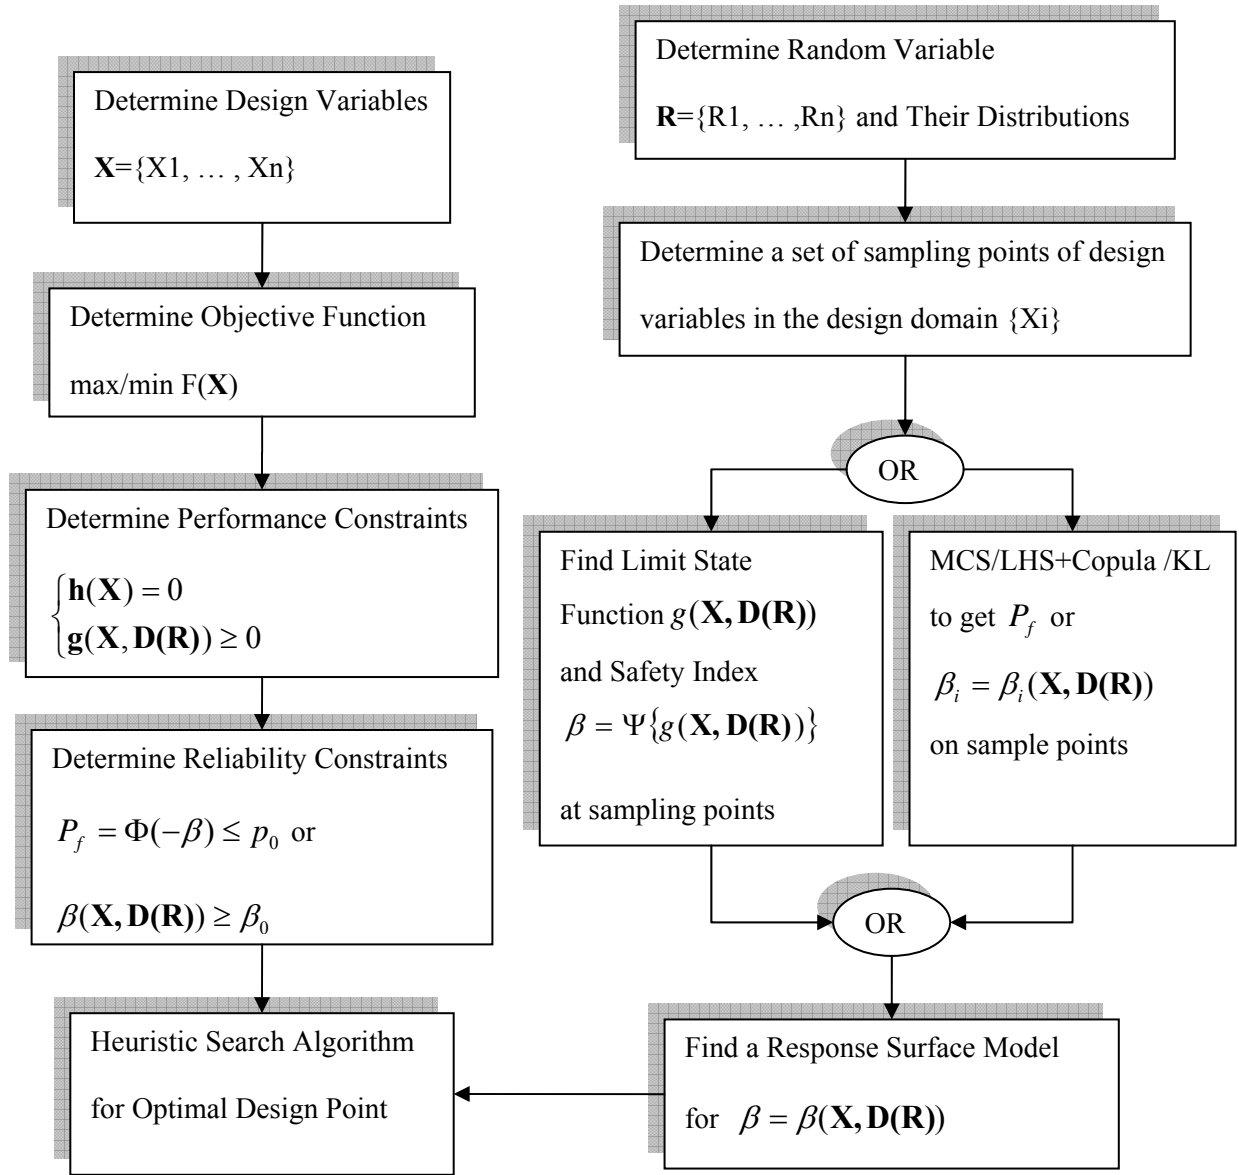 Determine Design Variables
X={X1, … , Xn}
Determine Objective Function
max/min F(X)
Determine Performance Constraints
h(X) = 0
g(X, D(R)) ≥ 0
Determine Reliability Constraints
P_f = Φ(−β) ≤ p_0 or
β(X, D(R)) ≥ β_0
Heuristic Search Algorithm
for Optimal Design Point
Determine Random Variable
R={R1, … ,Rn} and Their Distributions
Determine a set of sampling points of design
variables in the design domain {Xi}
OR
Find Limit State
Function g(X, D(R))
and Safety Index
β = Ψ{g(X, D(R))}
at sampling points
MCS/LHS+Copula /KL
to get P_f or
β_i = β_i(X, D(R))
on sample points
OR
Find a Response Surface Model
for β = β(X, D(R))